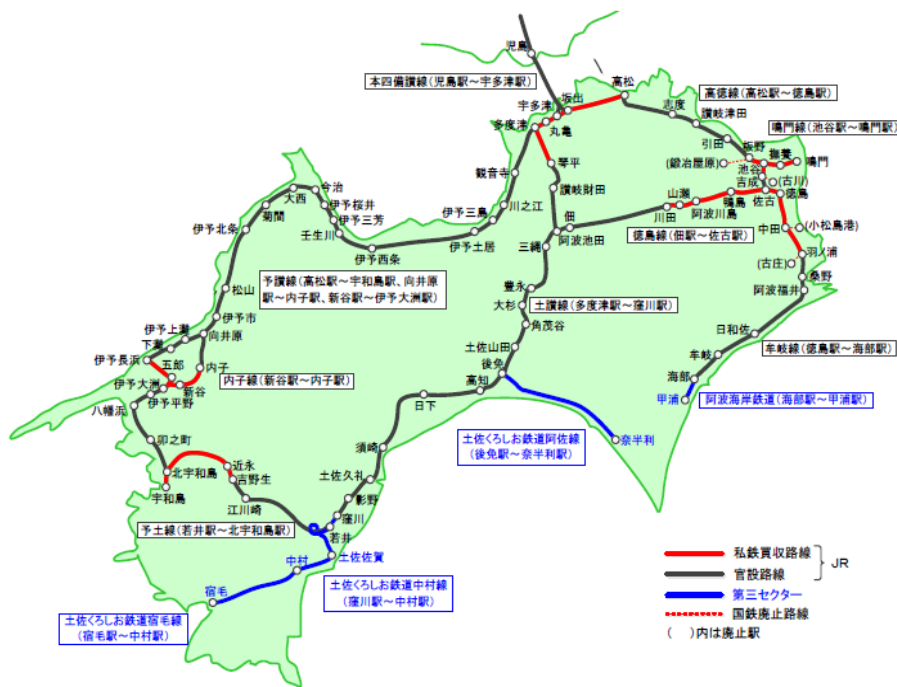 児島
本四備讃線(児島駅~宇多津駅)
高松
高徳線(高松駅~徳島駅)
宇多津
坂出
志度
讃岐津田
多度津
丸亀
鳴門線(池谷駅~鳴門駅)
引田
板野
撫養
鳴門
(鍛冶屋原)
池谷
琴平
観音寺
吉成
(古川)
讃岐財田
山瀬
鴨島
佐古
徳島
今治
大西
伊予桜井
川之江
菊間
伊予三芳
伊予三島
佃
川田
阿波川島
中田
(小松島港)
伊予北条
壬生川
阿波池田
徳島線(佃駅~佐古駅)
伊予土居
三縄
伊予西条
羽ノ浦
(古庄)
予讃線(高松駅~宇和島駅、向井原
駅~内子駅、新谷駅~伊予大洲駅)
桑野
松山
豊永
阿波福井
大杉
土讃線(多度津駅~窪川駅)
伊予市
角茂谷
伊予上灘
向井原
日和佐
下灘
土佐山田
牟岐線(徳島駅~海部駅)
伊予長浜
五郎
内子
後免
牟岐
伊予大洲
新谷
内子線(新谷駅~内子駅)
高知
海部
伊予平野
日下
甲浦
阿波海岸鉄道(海部駅~甲浦駅)
八幡浜
卯之町
須崎
土佐くろしお鉄道阿佐線
(後免駅~奈半利駅)
奈半利
近永
北宇和島
吉野生
土佐久礼
宇和島
江川崎
影野
窪川
予土線(若井駅~北宇和島駅)
若井
土佐佐賀
中村
宿毛
土佐くろしお鉄道中村線
(窪川駅~中村駅)
土佐くろしお鉄道宿毛線
(宿毛駅~中村駅)
私鉄買収路線
官設路線
JR
第三セクター
国鉄廃止路線
( )内は廃止駅